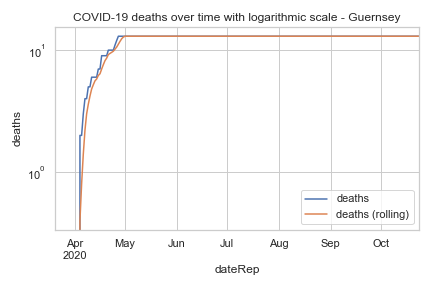 COVID-19 deaths over time with logarithmic scale - Guernsey
10¹
10⁰
deaths
deaths
deaths (rolling)
Apr
2020
May
Jun
Jul
Aug
Sep
Oct
dateRep